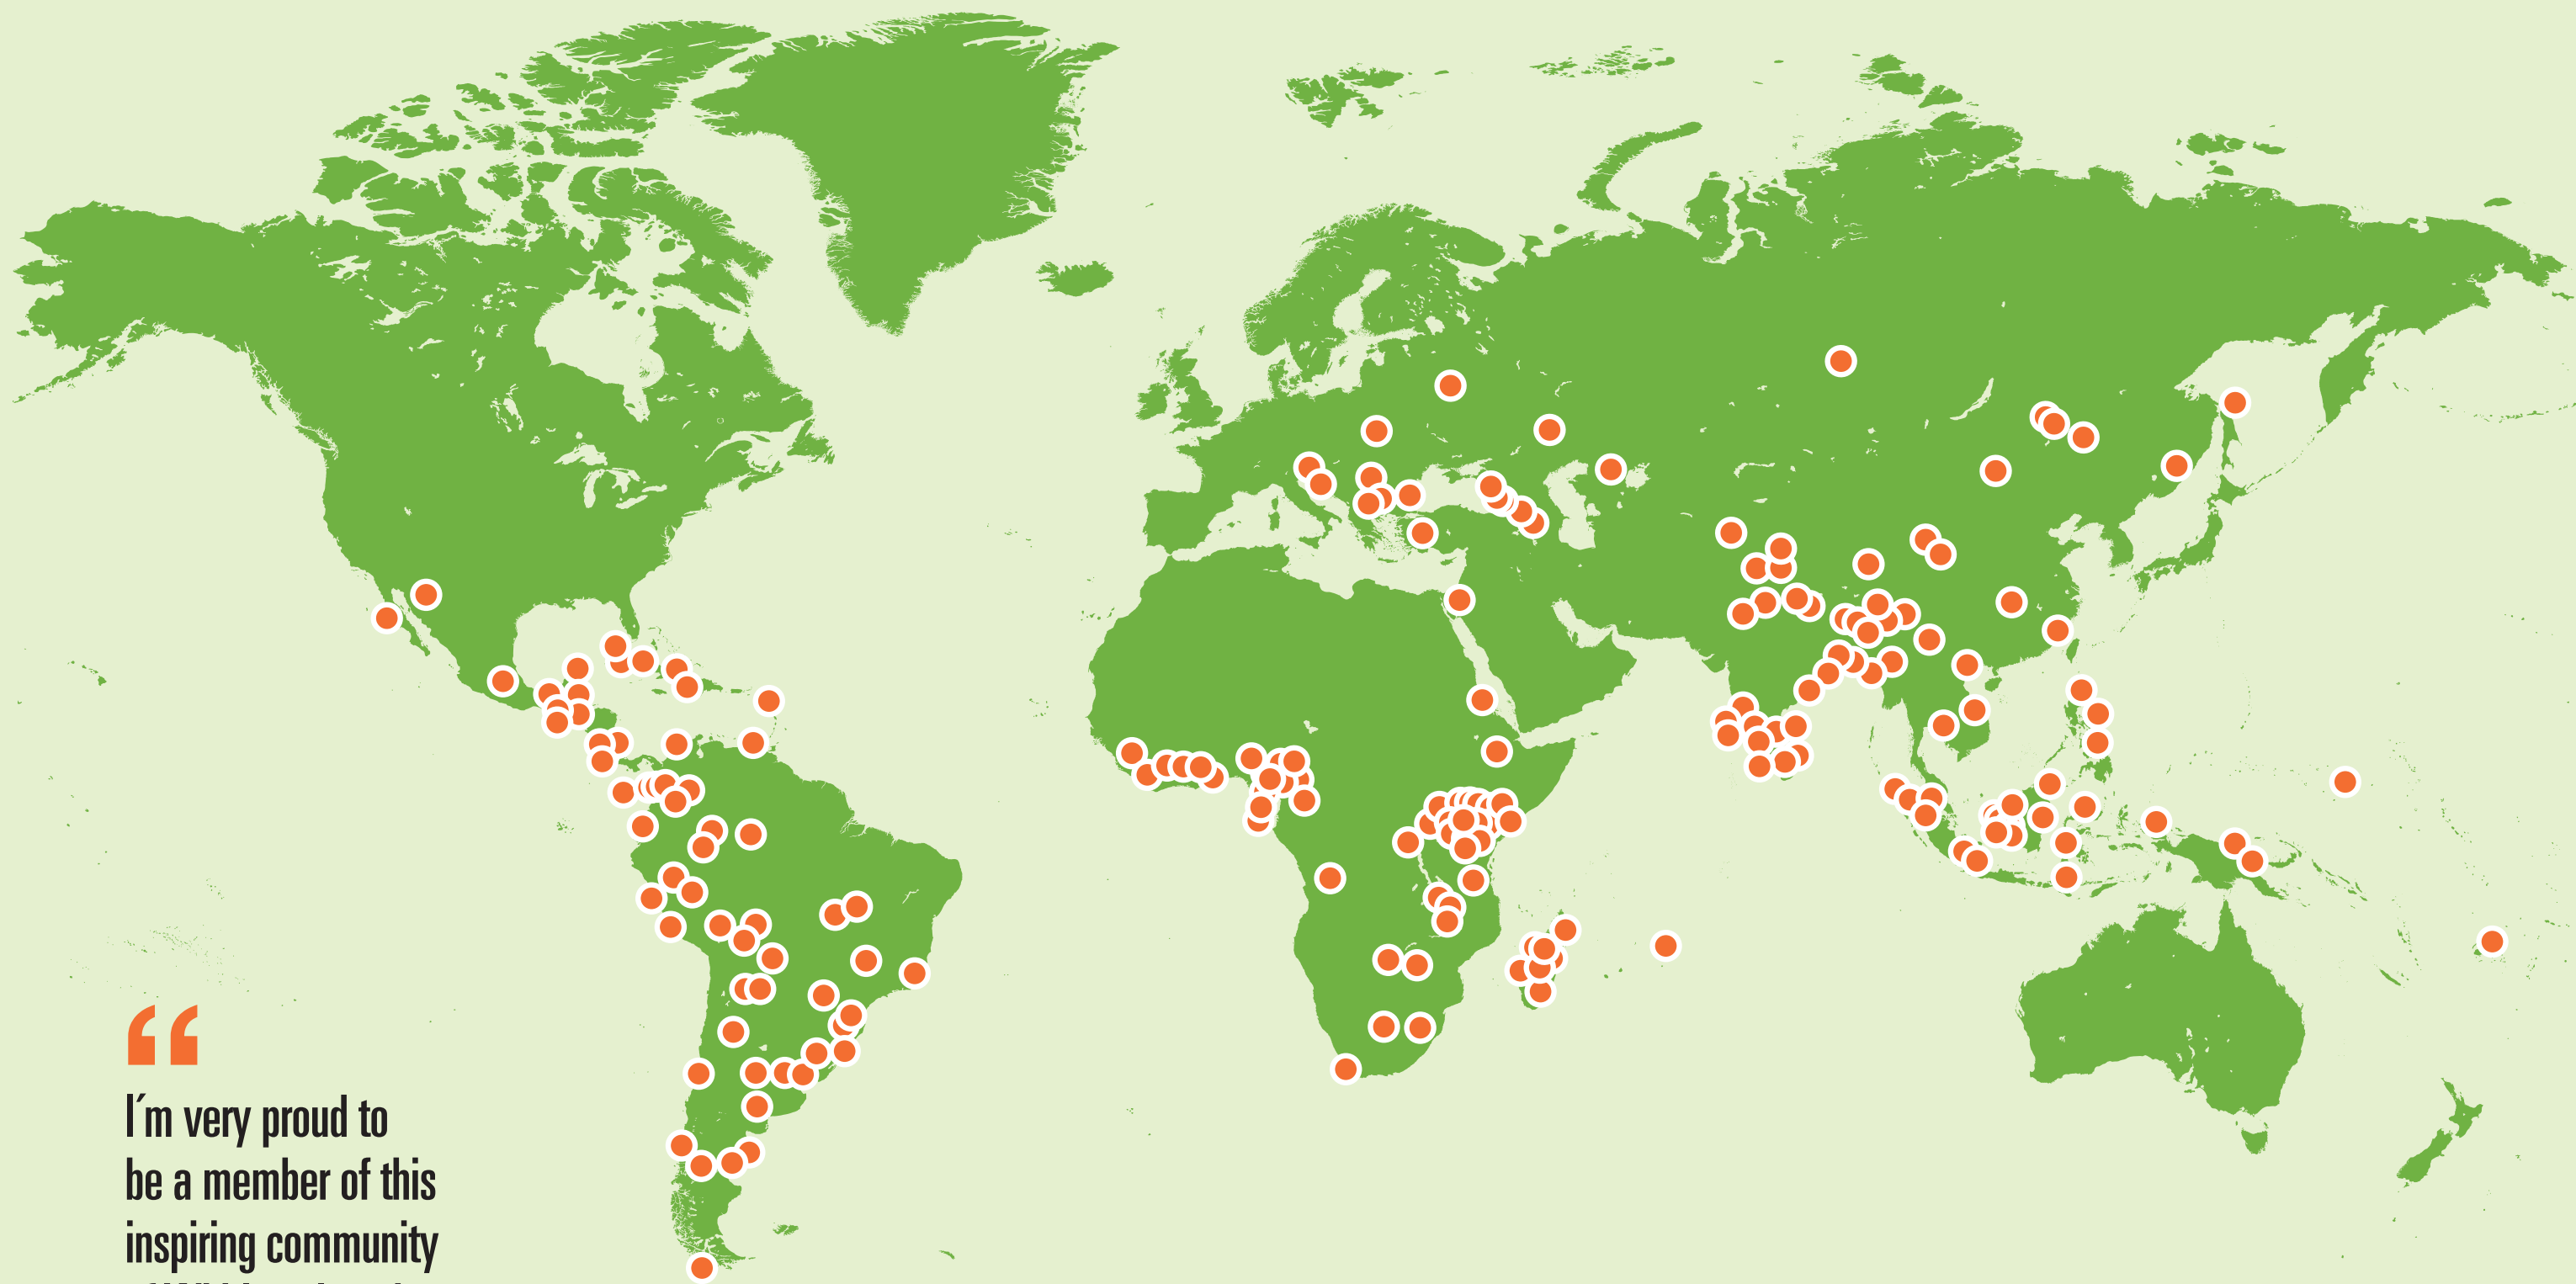 “
I´m very proud to
be a member of this
inspiring community